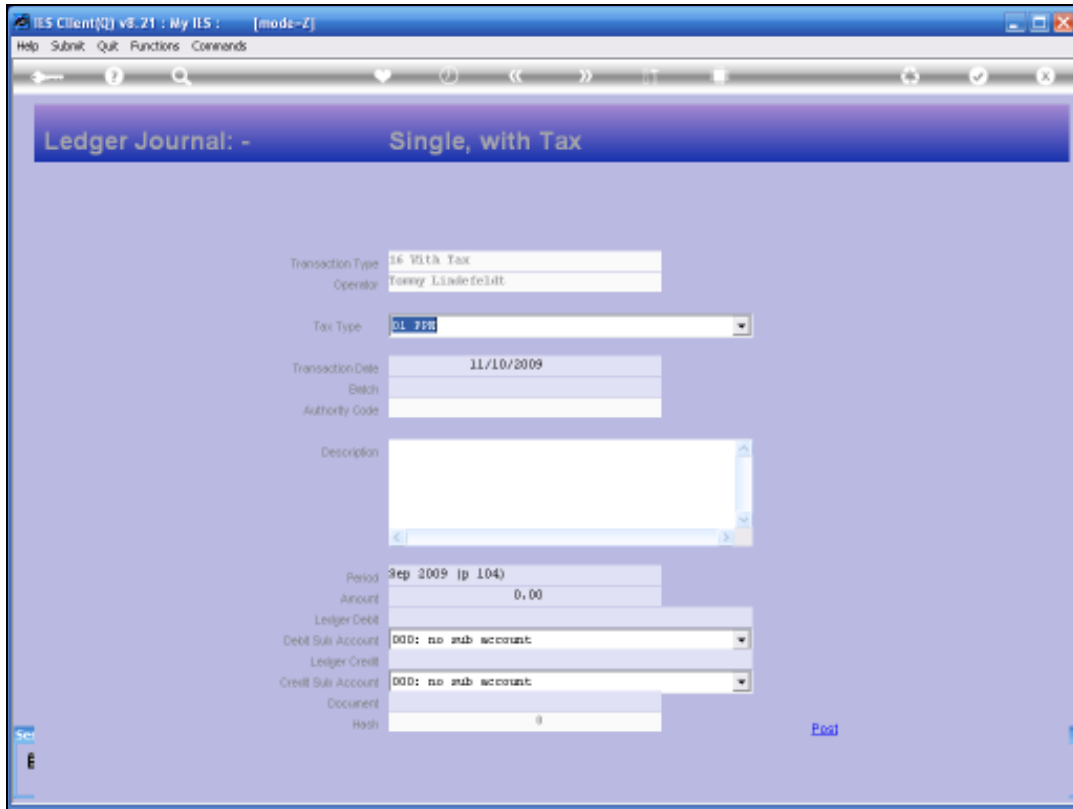 IES Client(Q) v8.21 : My IES : [mode-Z]
Help Submit Quit Functions Commands
Ledger Journal: - Single, with Tax
Transaction Type 16 With Tax
Operator Tommy Lindefeldt
Tax Type 01 PPN
Transaction Date 11/10/2009
Batch
Authority Code
Description
Period Sep 2009 (p 104)
Amount 0.00
Ledger Debit
Debit Sub Account 000: no sub account
Ledger Credit
Credit Sub Account 000: no sub account
Document
Hash 0
Post